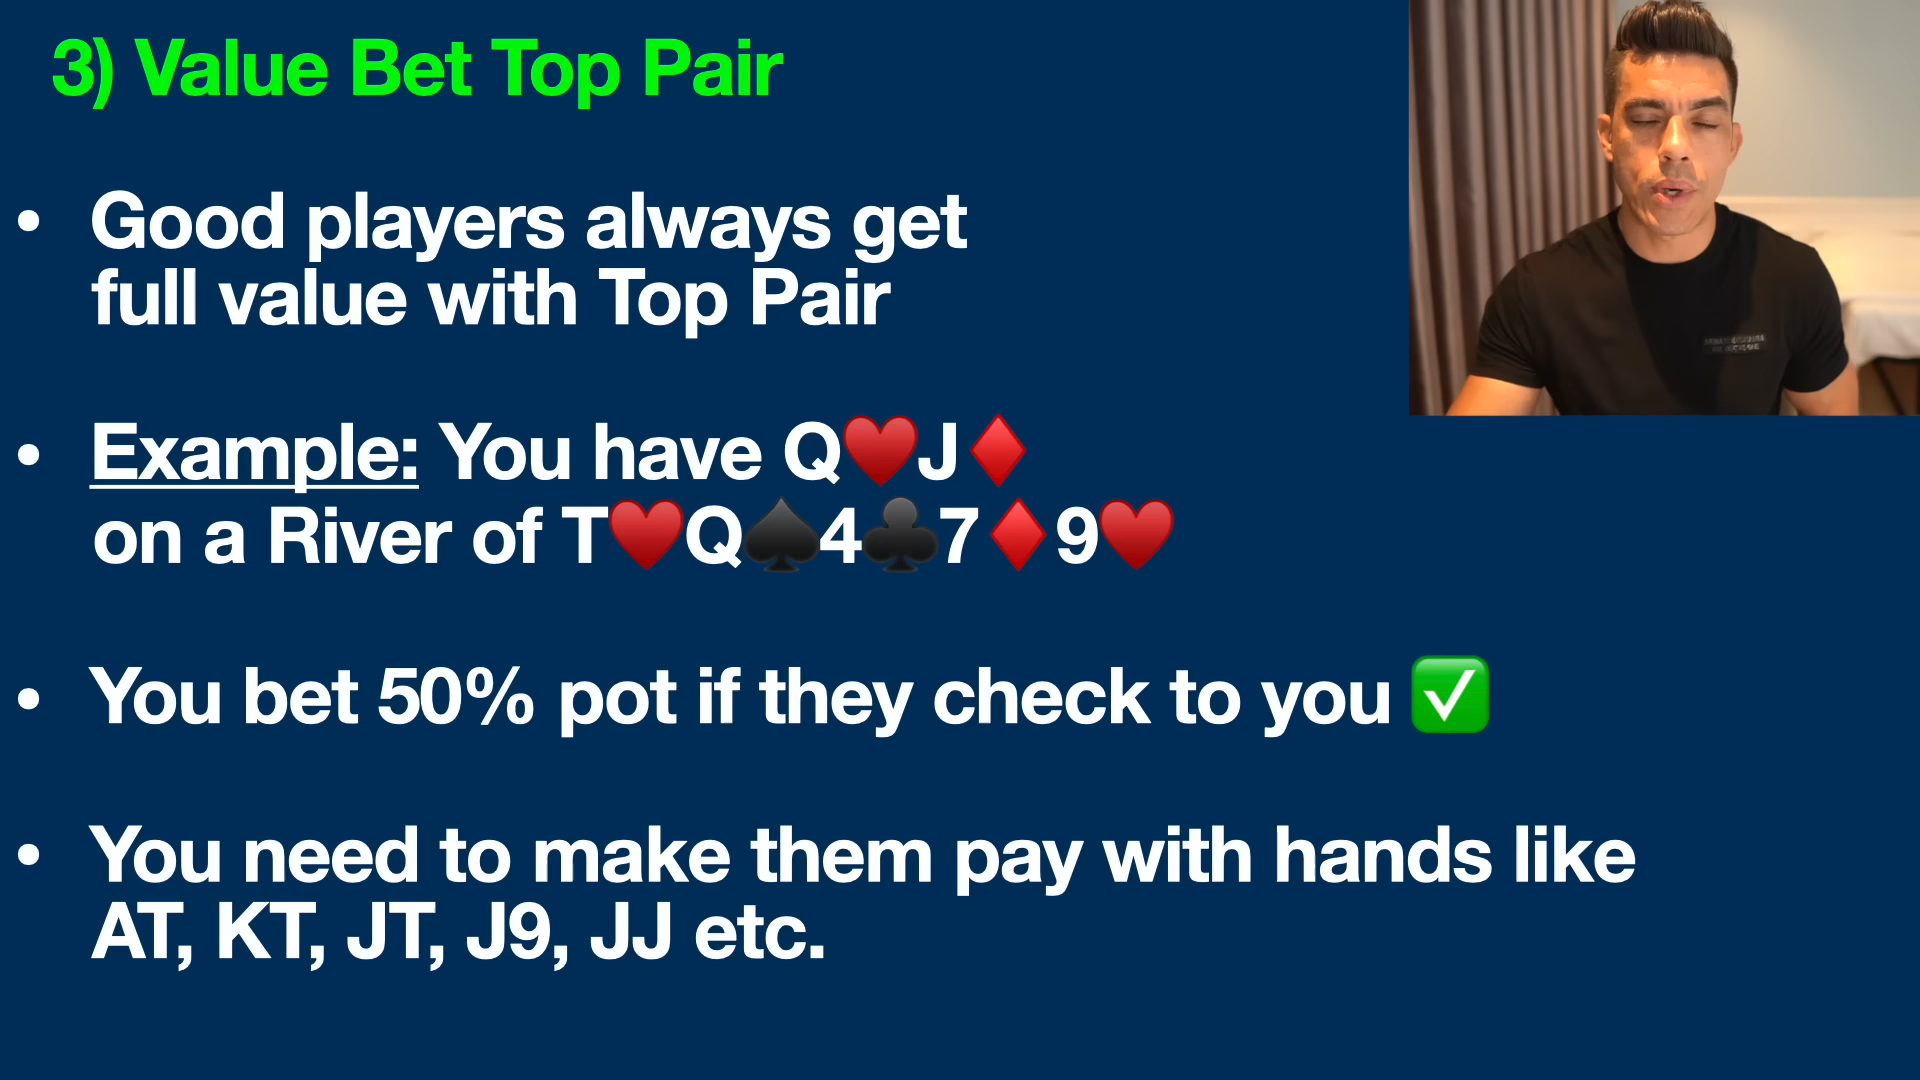 3) Value Bet Top Pair
• Good players always get
full value with Top Pair
• Example: You have Q♥️J♦️
on a River of T♥️Q♠️4♣️7♦️9♥️
• You bet 50% pot if they check to you ✅
• You need to make them pay with hands like
AT, KT, JT, J9, JJ etc.